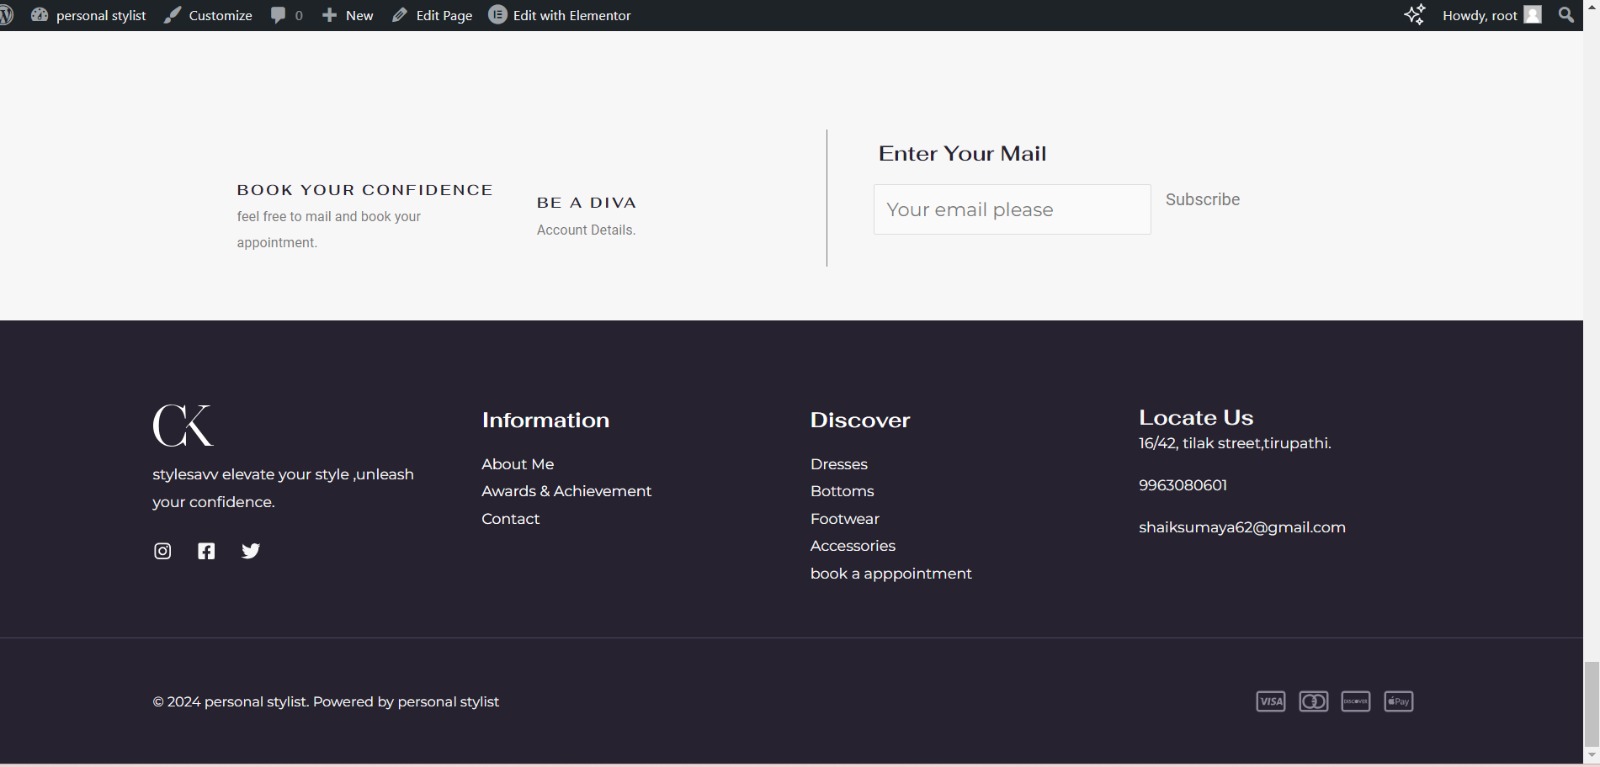 personal stylist Customize 0 New Edit Page Edit with Elementor Howdy, root
BOOK YOUR CONFIDENCE
feel free to mail and book your
appointment.
BE A DIVA
Account Details.
Enter Your Mail
Your email please
Subscribe
CK
stylesavv elevate your style ,unleash
your confidence.
Information
About Me
Awards & Achievement
Contact
Discover
Dresses
Bottoms
Footwear
Accessories
book a apppointment
Locate Us
16/42, tilak street,tirupathi.
9963080601
shaiksumaya62@gmail.com
© 2024 personal stylist. Powered by personal stylist
VISA DISCOVER Pay